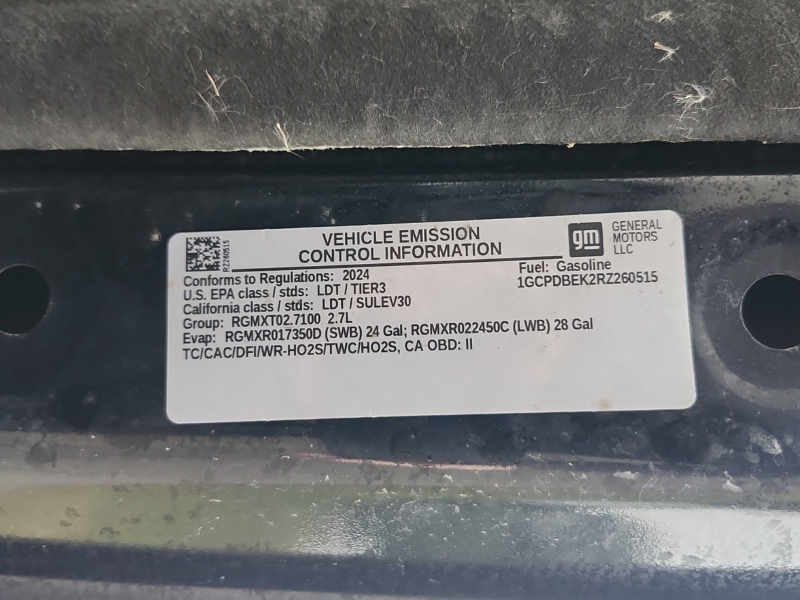 RZ260515
VEHICLE EMISSION
CONTROL INFORMATION
gm
GENERAL
MOTORS
LLC
Conforms to Regulations: 2024
Fuel: Gasoline
U.S. EPA class / stds: LDT / TIER3
1GCPDBEK2RZ260515
California class / stds: LDT / SULEV30
Group: RGMXT02.7100 2.7L
Evap: RGMXR017350D (SWB) 24 Gal; RGMXR022450C (LWB) 28 Gal
TC/CAC/DFI/WR-HO2S/TWC/HO2S, CA OBD: II